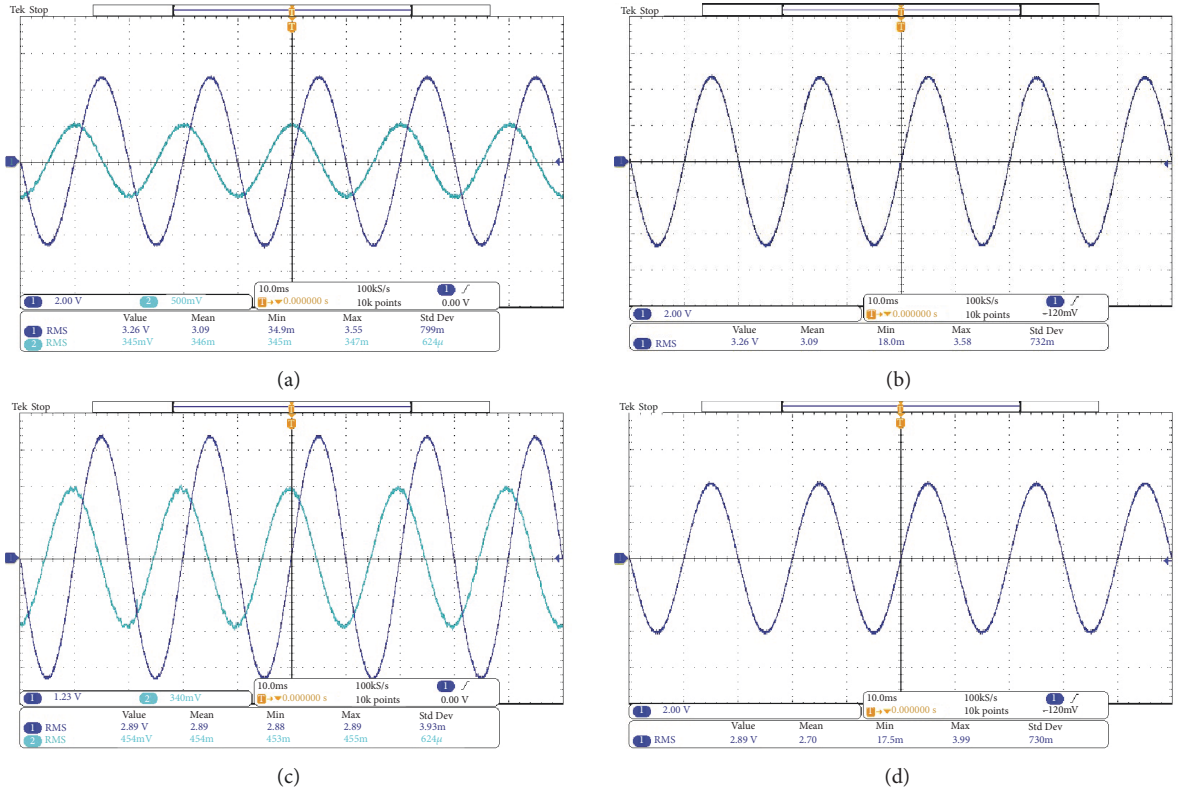 Tek Stop
T
T
1
10.0ms 100kS/s 1
1 2.00 V 2 500mV T 0.000000 s 10k points 0.00 V
Value Mean Min Max Std Dev
1 RMS 3.26 V 3.09 34.9m 3.55 799m
2 RMS 345mV 346m 345m 347m 624µ
(a)
Tek Stop
T
T
1
10.0ms 100kS/s 1
1 2.00 V T 0.000000 s 10k points -120mV
Value Mean Min Max Std Dev
1 RMS 3.26 V 3.09 18.0m 3.58 732m
(b)
Tek Stop
T
T
1
10.0ms 100kS/s 1
1 1.23 V 2 340mV T 0.000000 s 10k points 0.00 V
Value Mean Min Max Std Dev
1 RMS 2.89 V 2.89 2.88 2.89 3.93m
2 RMS 454mV 454m 453m 455m 624µ
(c)
Tek Stop
T
T
1
10.0ms 100kS/s 1
1 2.00 V T 0.000000 s 10k points -120mV
Value Mean Min Max Std Dev
1 RMS 2.89 V 2.70 17.5m 3.99 730m
(d)